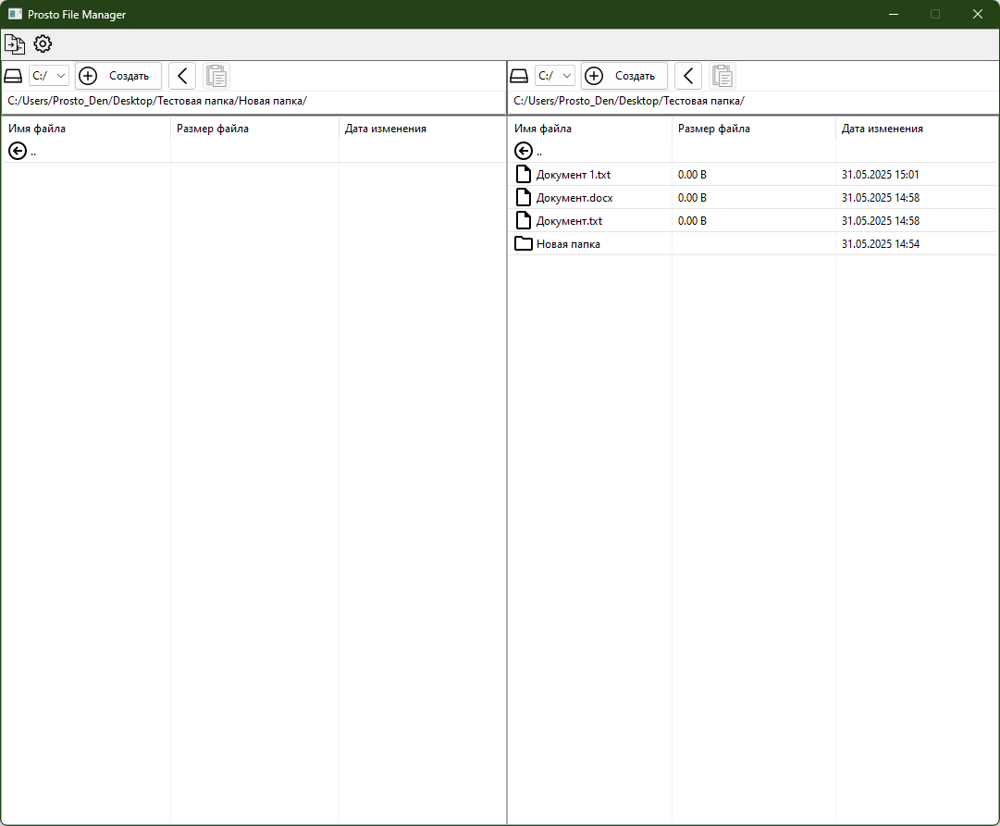 Prosto File Manager
C:/ Создать
C:/Users/Prosto_Den/Desktop/Тестовая папка/Новая папка/
Имя файла Размер файла Дата изменения
..
C:/ Создать
C:/Users/Prosto_Den/Desktop/Тестовая папка/
Имя файла Размер файла Дата изменения
..
Документ 1.txt 0.00 B 31.05.2025 15:01
Документ.docx 0.00 B 31.05.2025 14:58
Документ.txt 0.00 B 31.05.2025 14:58
Новая папка 31.05.2025 14:54